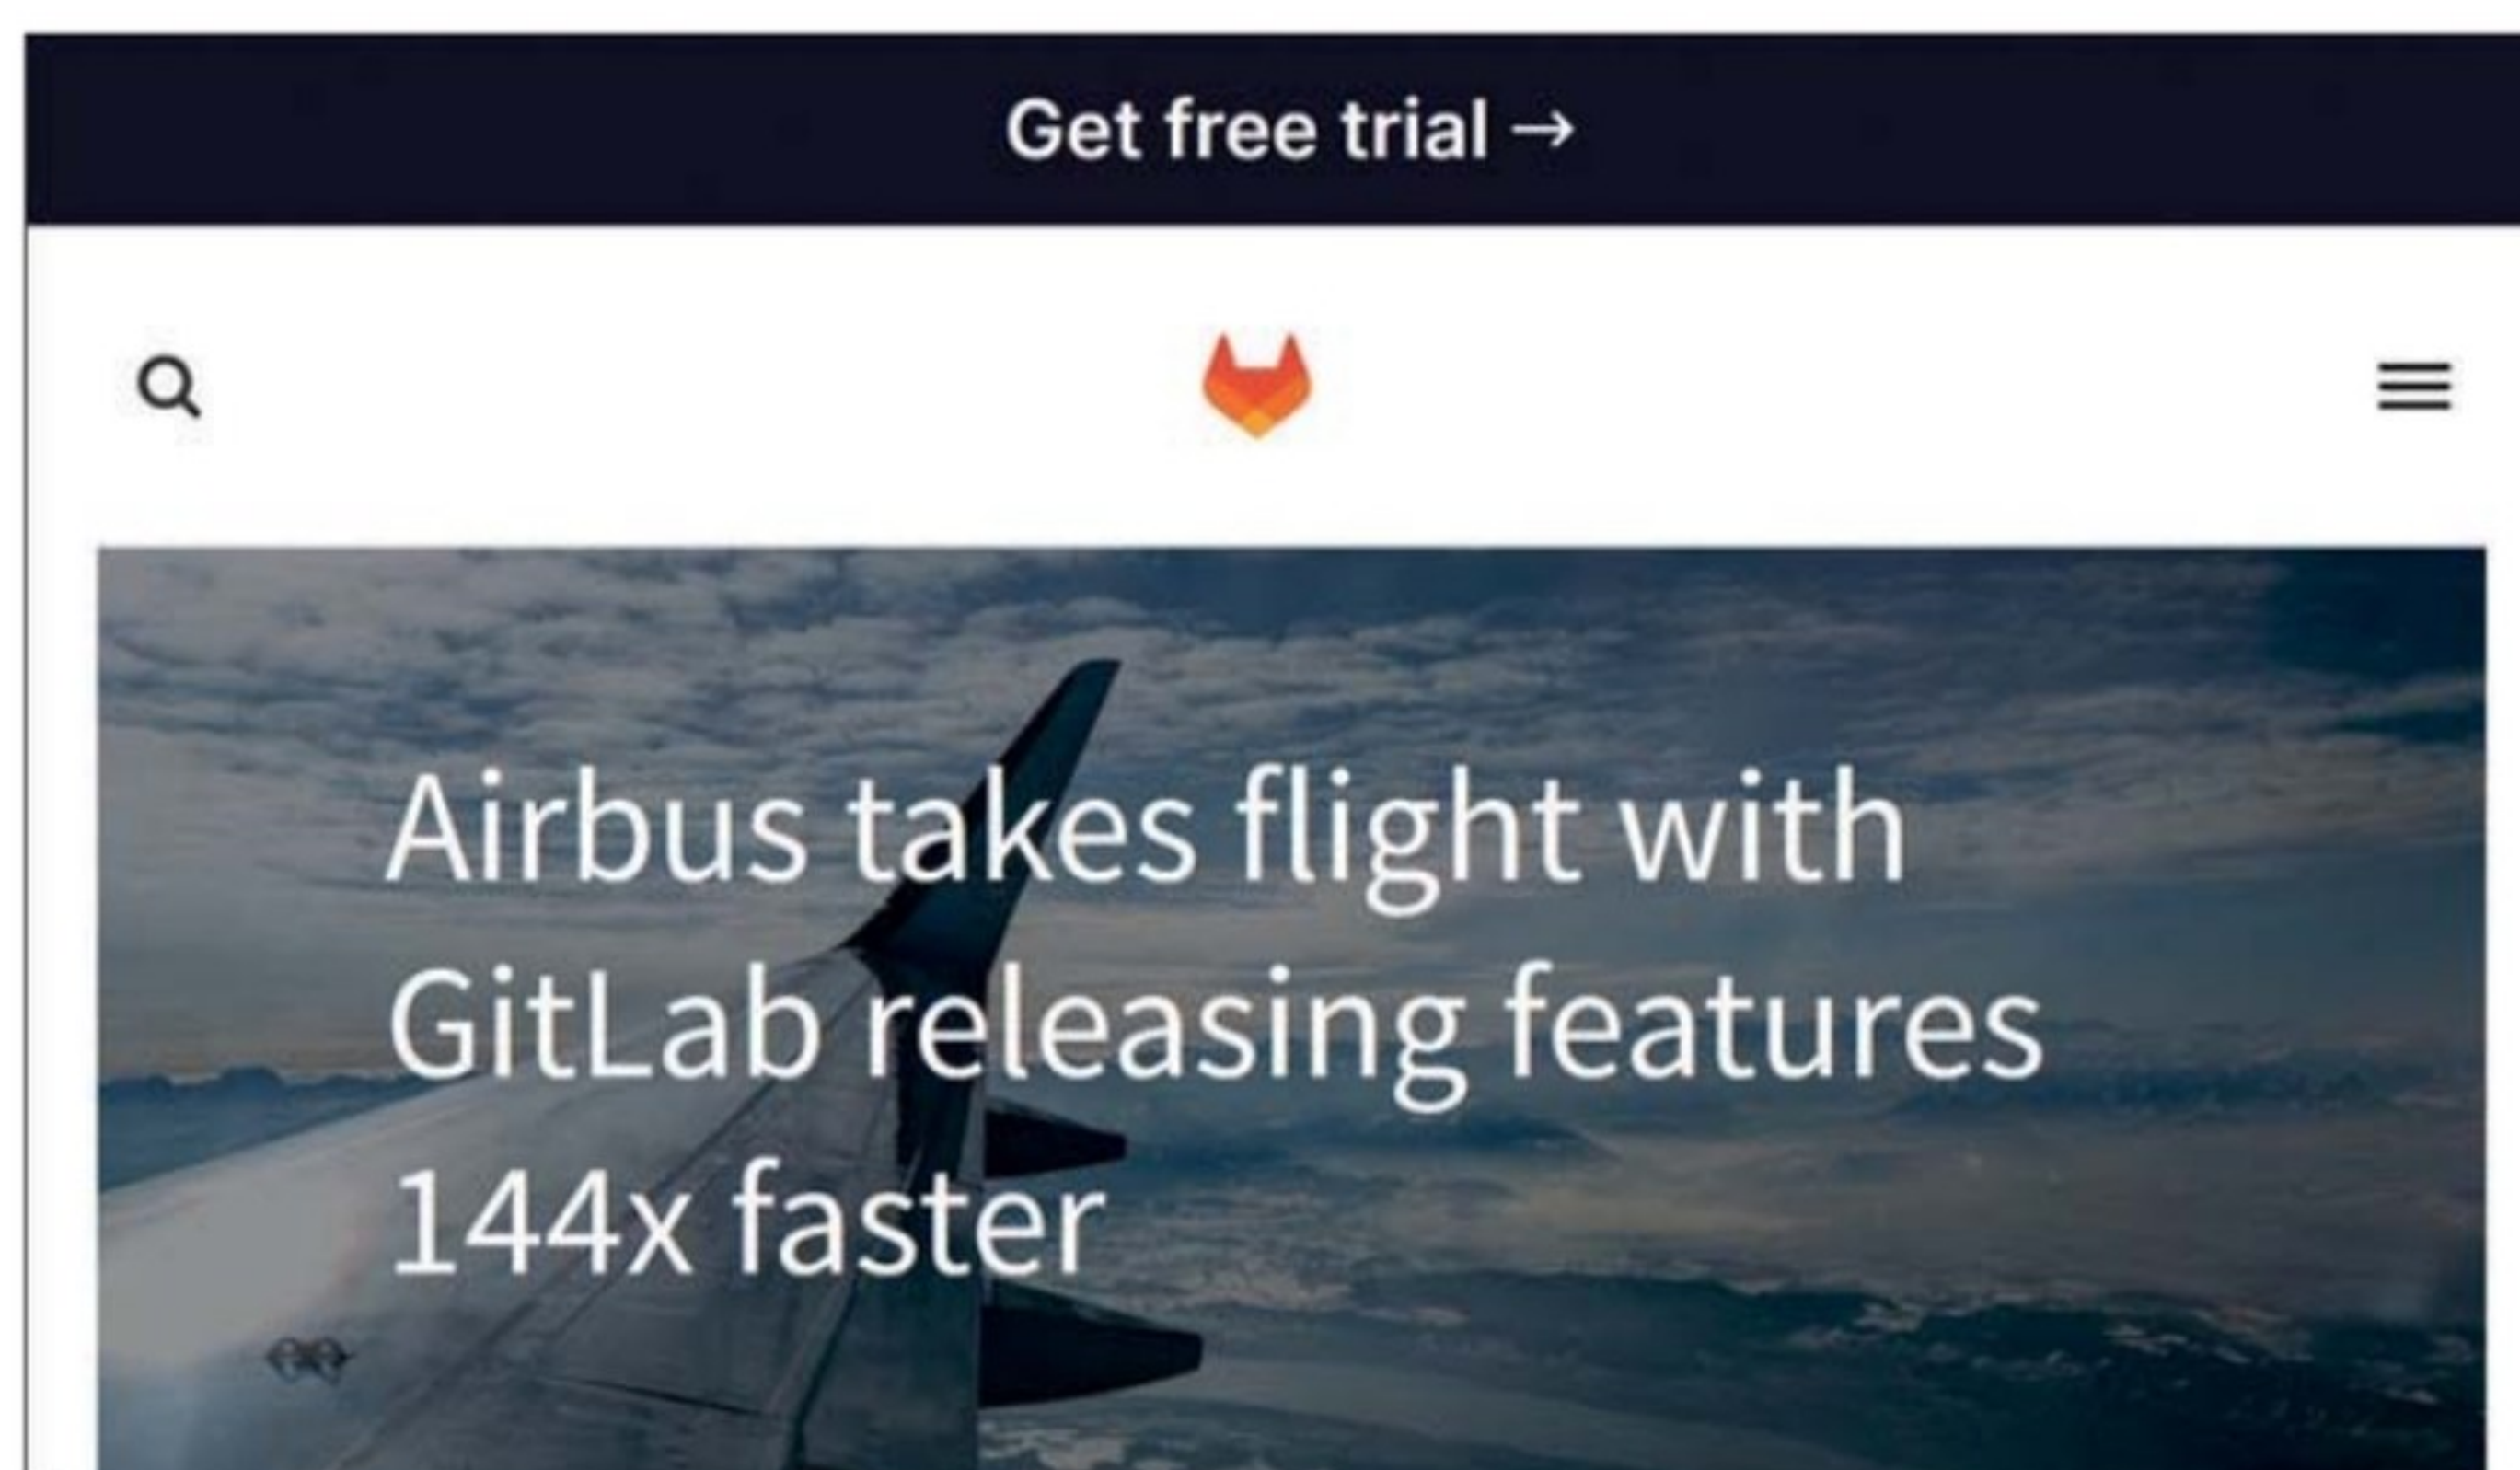 Get free trial →
Airbus takes flight with
GitLab releasing features
144x faster